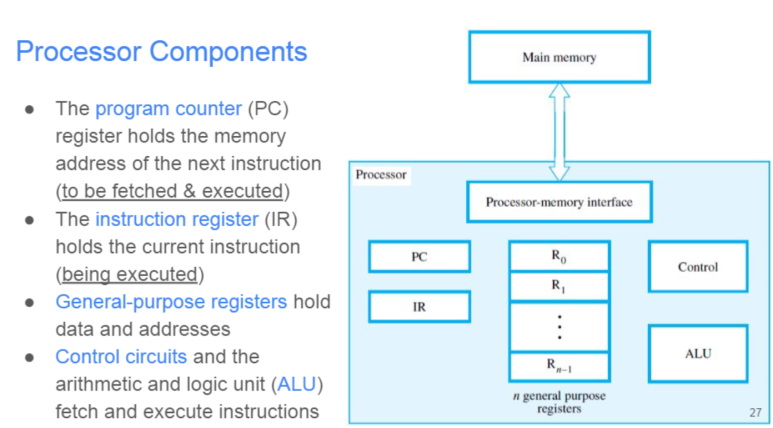 Processor Components
● The program counter (PC)
register holds the memory
address of the next instruction
(to be fetched & executed)
● The instruction register (IR)
holds the current instruction
(being executed)
● General-purpose registers hold
data and addresses
● Control circuits and the
arithmetic and logic unit (ALU)
fetch and execute instructions
Main memory
Processor
Processor-memory interface
PC
IR
R0
R1
⋮
Rn−1
n general purpose
registers
Control
ALU
27